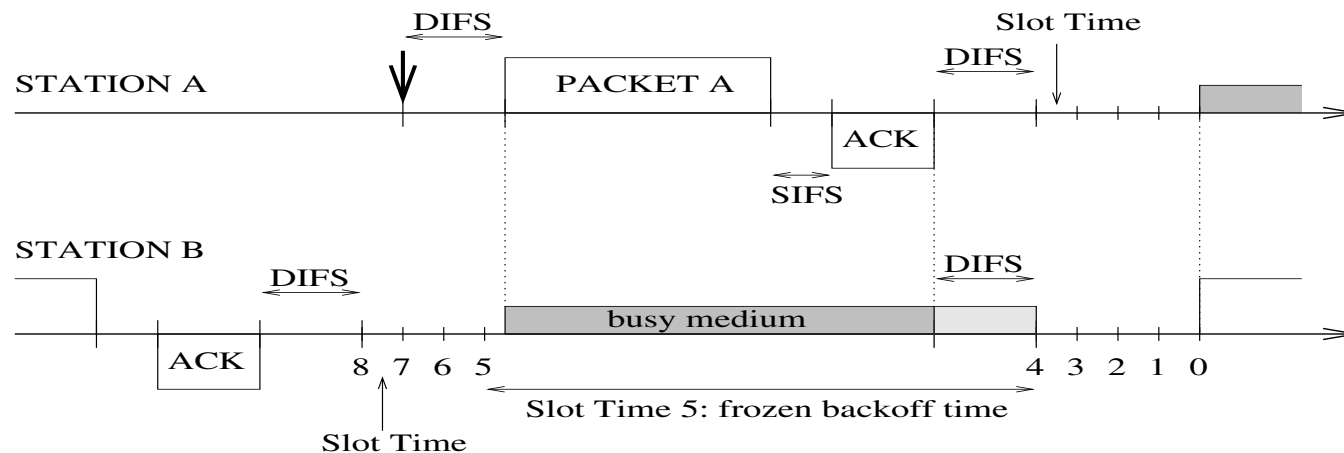 DIFS
Slot Time
DIFS
STATION A
PACKET A
ACK
SIFS
STATION B
DIFS
DIFS
busy medium
ACK
8 7 6 5
4 3 2 1 0
Slot Time 5: frozen backoff time
Slot Time